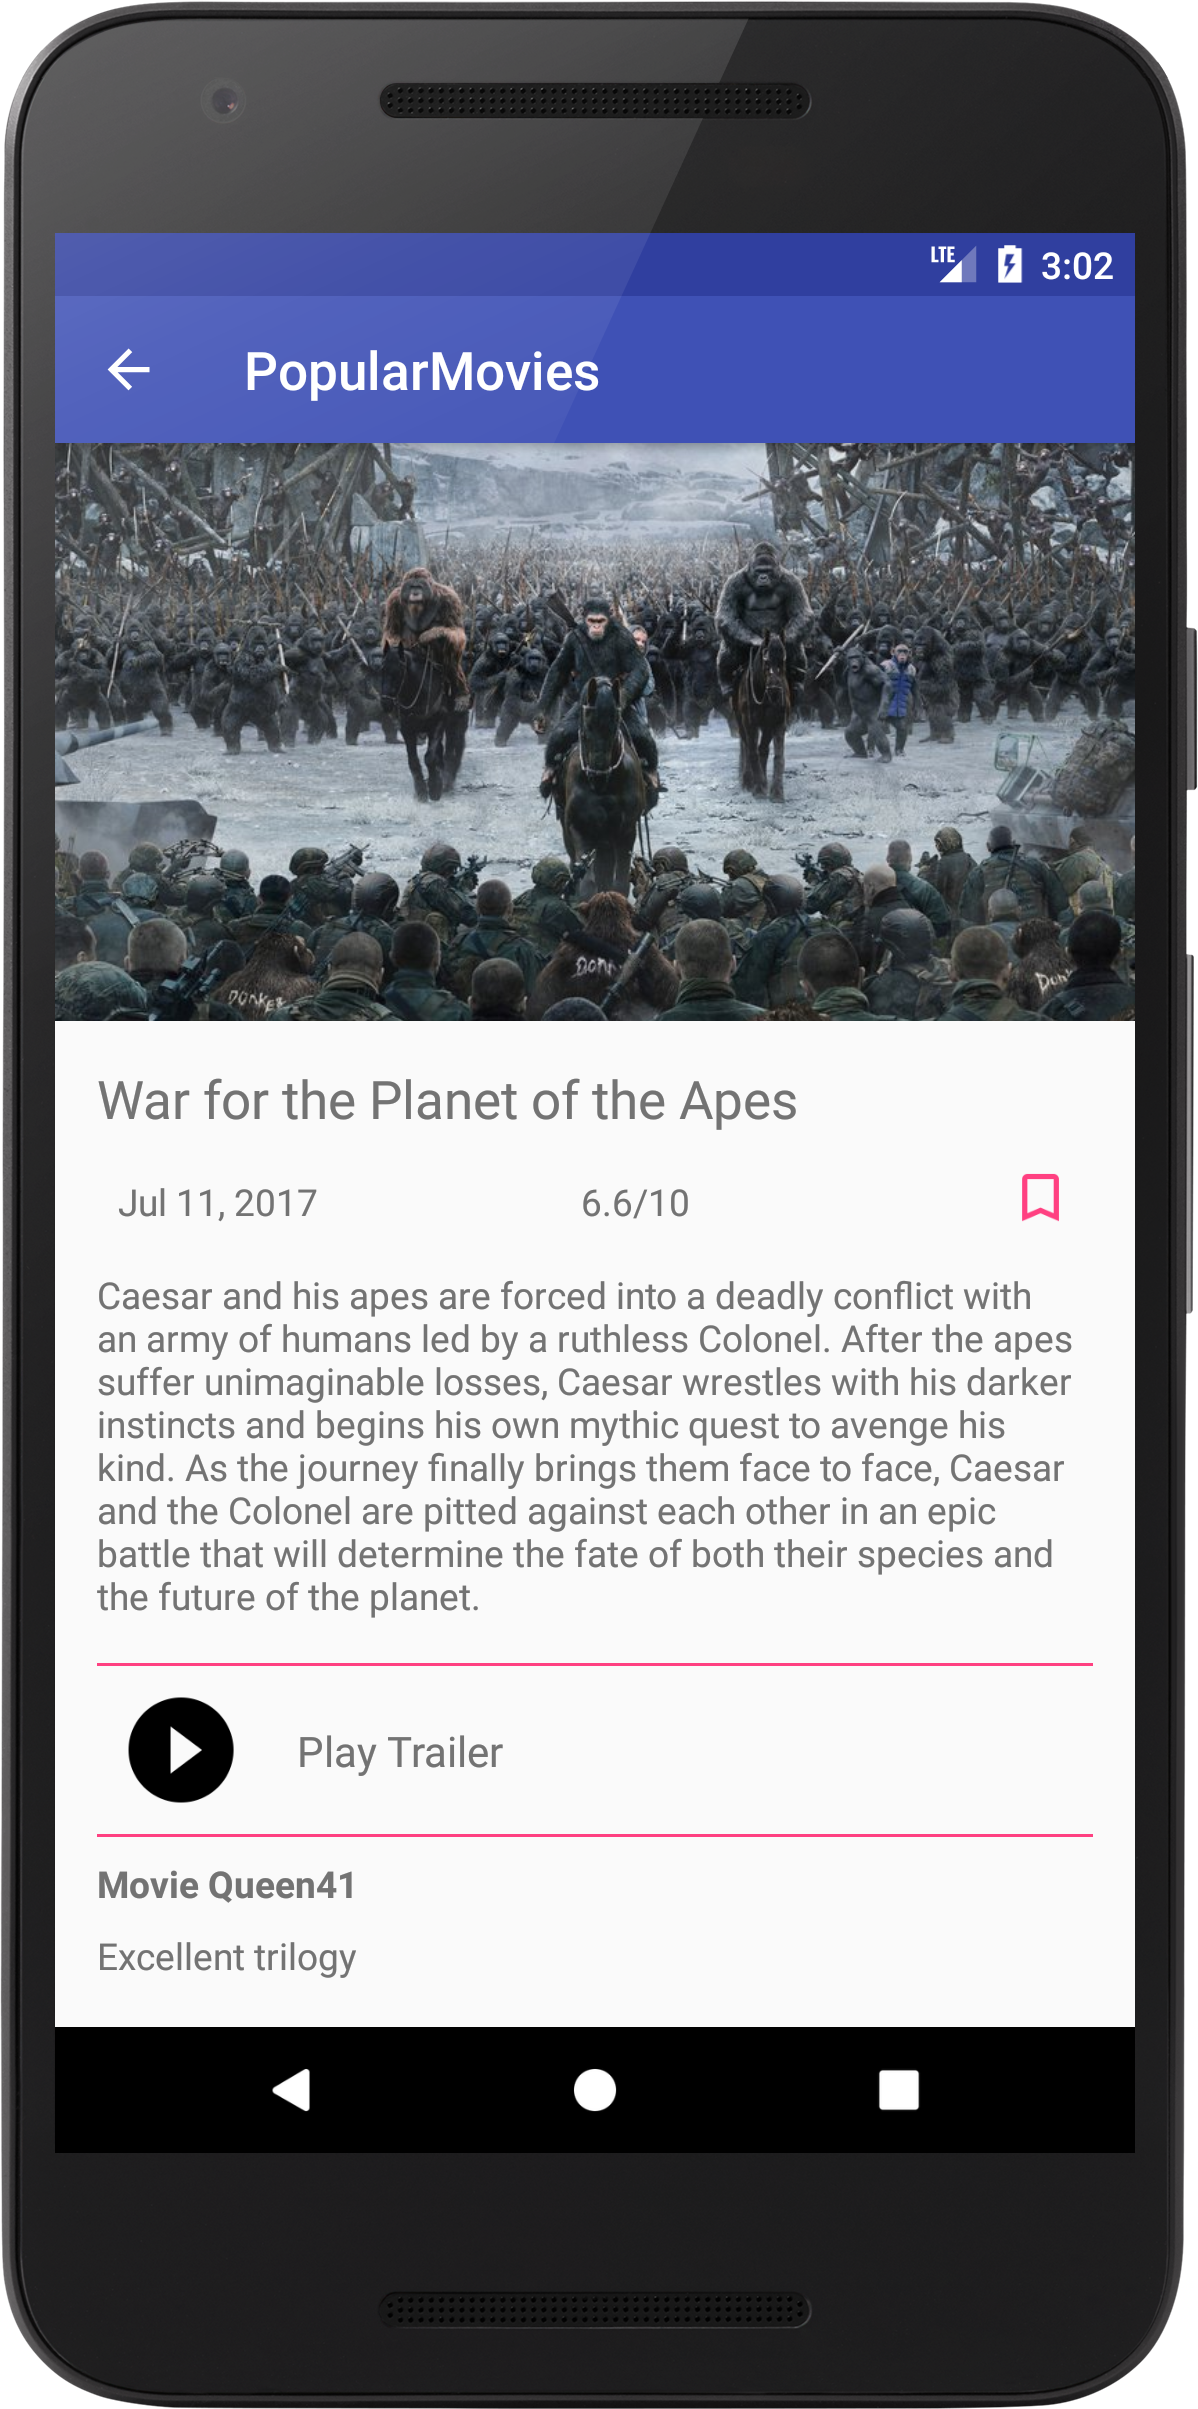 LTE 3:02
PopularMovies
Donkey
Donk
Donk
War for the Planet of the Apes
Jul 11, 2017 6.6/10
Caesar and his apes are forced into a deadly conflict with
an army of humans led by a ruthless Colonel. After the apes
suffer unimaginable losses, Caesar wrestles with his darker
instincts and begins his own mythic quest to avenge his
kind. As the journey finally brings them face to face, Caesar
and the Colonel are pitted against each other in an epic
battle that will determine the fate of both their species and
the future of the planet.
Play Trailer
Movie Queen41
Excellent trilogy